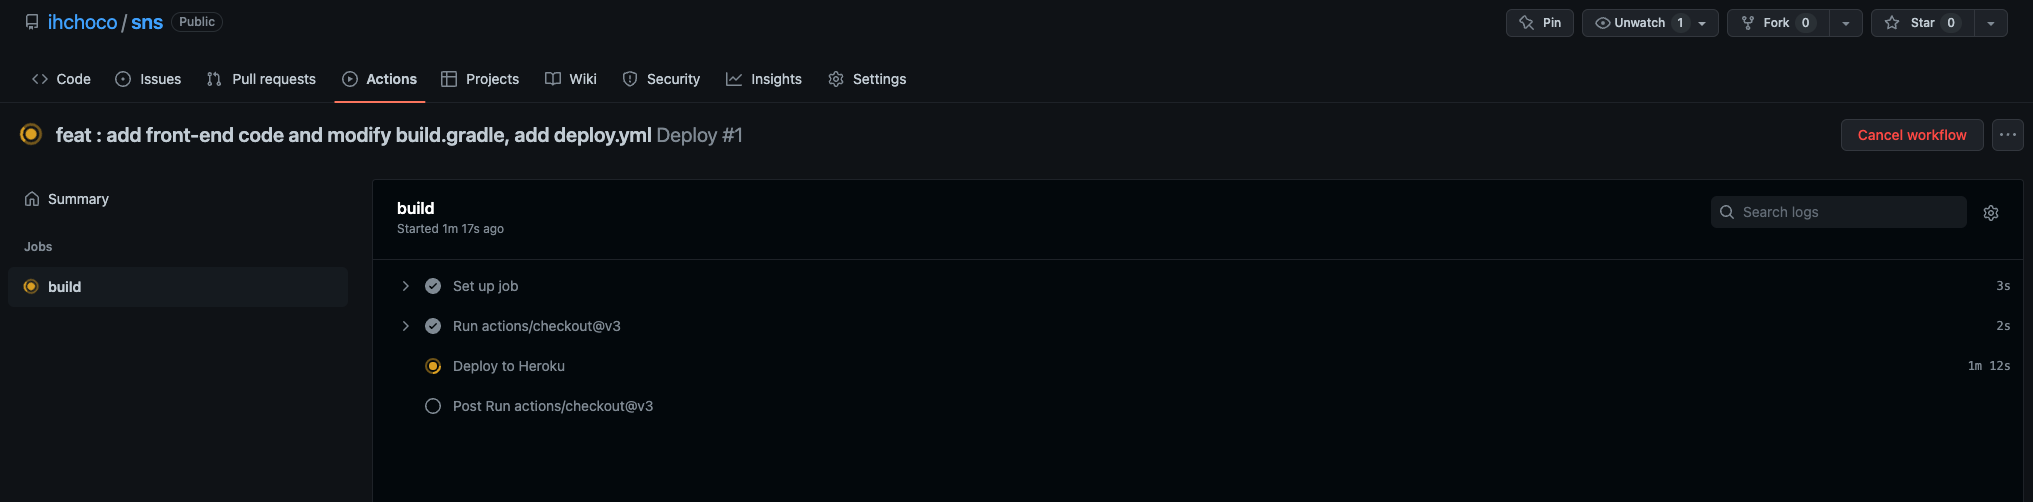 ihchoco / sns Public Pin Unwatch 1 Fork 0 Star 0
Code Issues Pull requests Actions Projects Wiki Security Insights Settings
feat : add front-end code and modify build.gradle, add deploy.yml Deploy #1 Cancel workflow
Summary
Jobs
build
build
Started 1m 17s ago
Search logs
Set up job 3s
Run actions/checkout@v3 2s
Deploy to Heroku 1m 12s
Post Run actions/checkout@v3